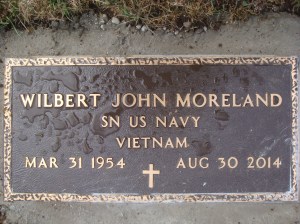 WILBERT JOHN MORELAND
SN US NAVY
VIETNAM
MAR 31 1954 AUG 30 2014